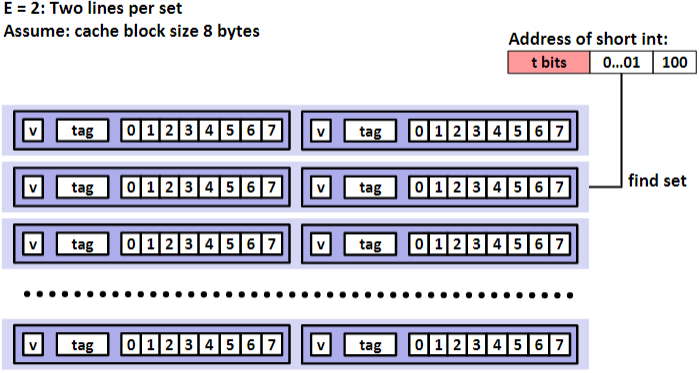 E = 2: Two lines per set
Assume: cache block size 8 bytes
Address of short int:
t bits 0...01 100
v tag 0 1 2 3 4 5 6 7 v tag 0 1 2 3 4 5 6 7
v tag 0 1 2 3 4 5 6 7 v tag 0 1 2 3 4 5 6 7 find set
v tag 0 1 2 3 4 5 6 7 v tag 0 1 2 3 4 5 6 7
v tag 0 1 2 3 4 5 6 7 v tag 0 1 2 3 4 5 6 7